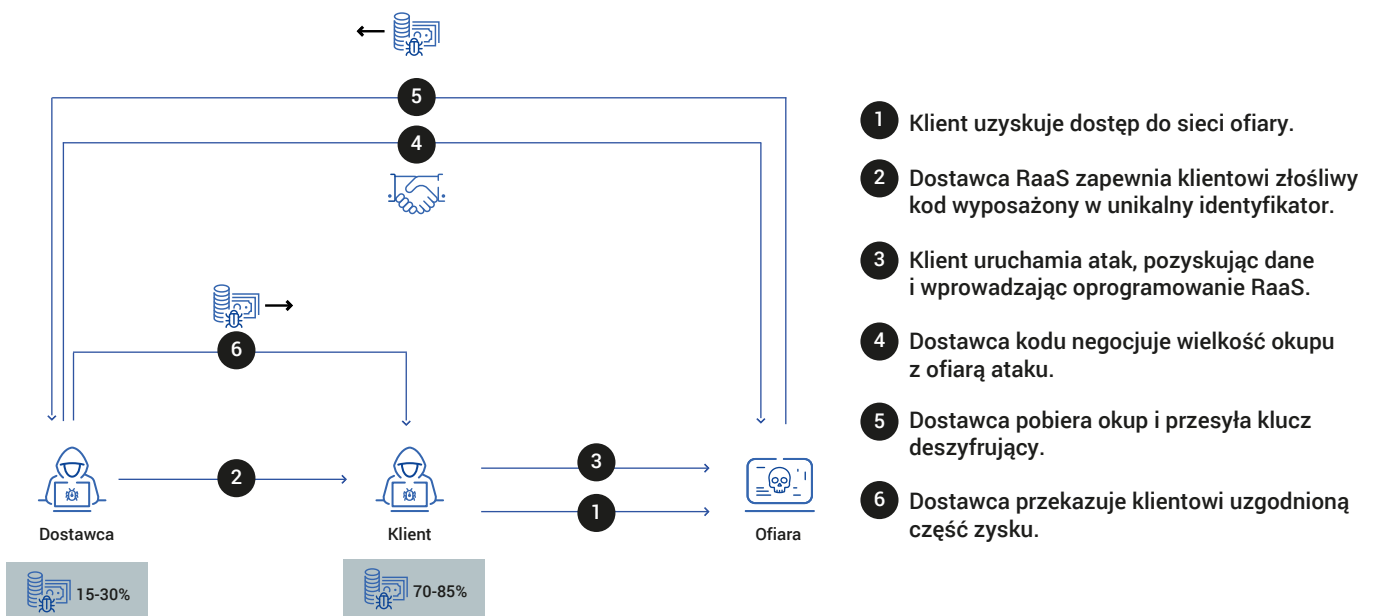 5
4
6
2
3
1
Dostawca
Klient
Ofiara
15-30%
70-85%
1 Klient uzyskuje dostęp do sieci ofiary.
2 Dostawca RaaS zapewnia klientowi złośliwy
kod wyposażony w unikalny identyfikator.
3 Klient uruchamia atak, pozyskując dane
i wprowadzając oprogramowanie RaaS.
4 Dostawca kodu negocjuje wielkość okupu
z ofiarą ataku.
5 Dostawca pobiera okup i przesyła klucz
deszyfrujący.
6 Dostawca przekazuje klientowi uzgodnioną
część zysku.